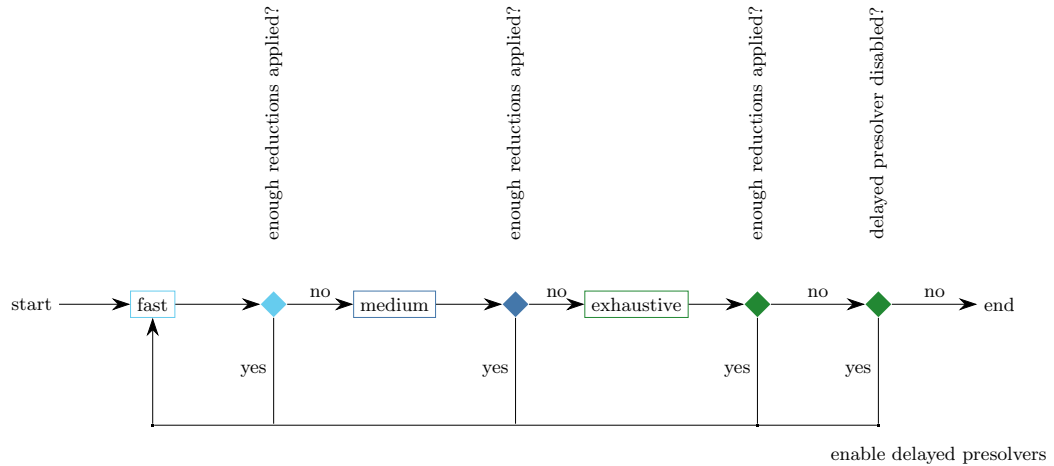 enough reductions applied?
enough reductions applied?
enough reductions applied?
delayed presolver disabled?
start
fast
no
medium
no
exhaustive
no
no
end
yes
yes
yes
yes
enable delayed presolvers